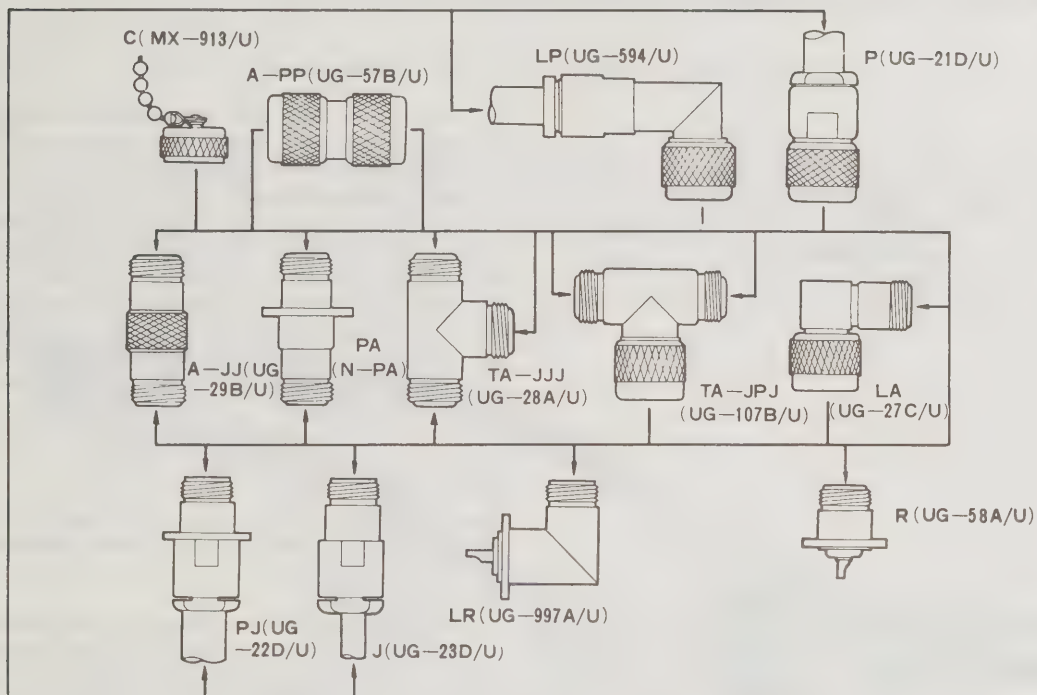 C(MX-913/U)
A-PP(UG-57B/U)
LP(UG-594/U)
P(UG-21D/U)
A-JJ(UG
-29B/U)
PA
(N-PA)
TA-JJJ
(UG-28A/U)
TA-JPJ
(UG-107B/U)
LA
(UG-27C/U)
PJ(UG
-22D/U)
J(UG-23D/U)
LR(UG-997A/U)
R(UG-58A/U)